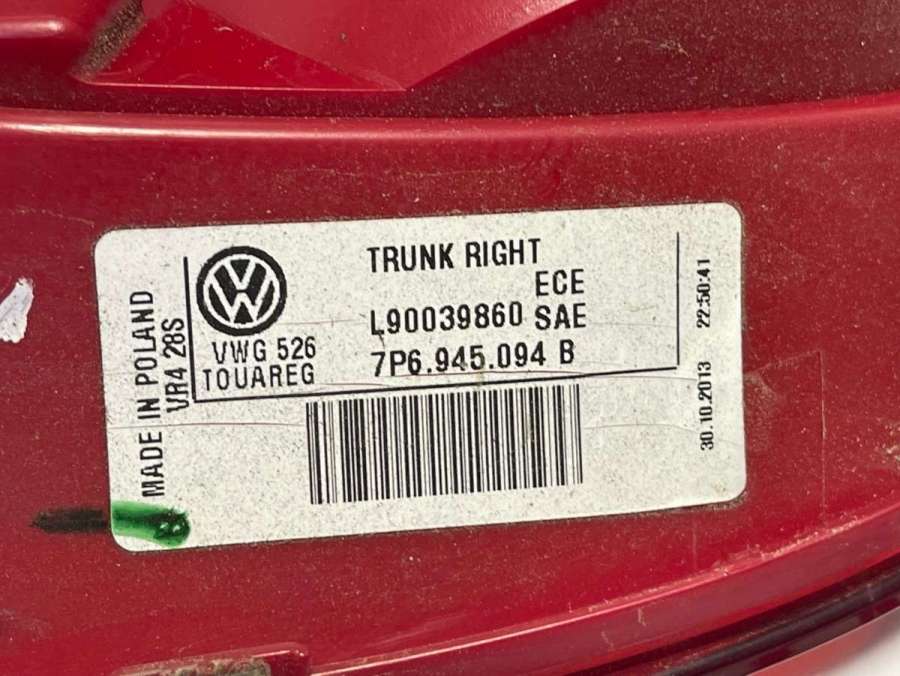 TRUNK RIGHT
ECE
L90039860 SAE
7P6.945.094 B
VWG 526
TOUAREG
MADE IN POLAND
VR4 28S
30.10.2013 22:50:41